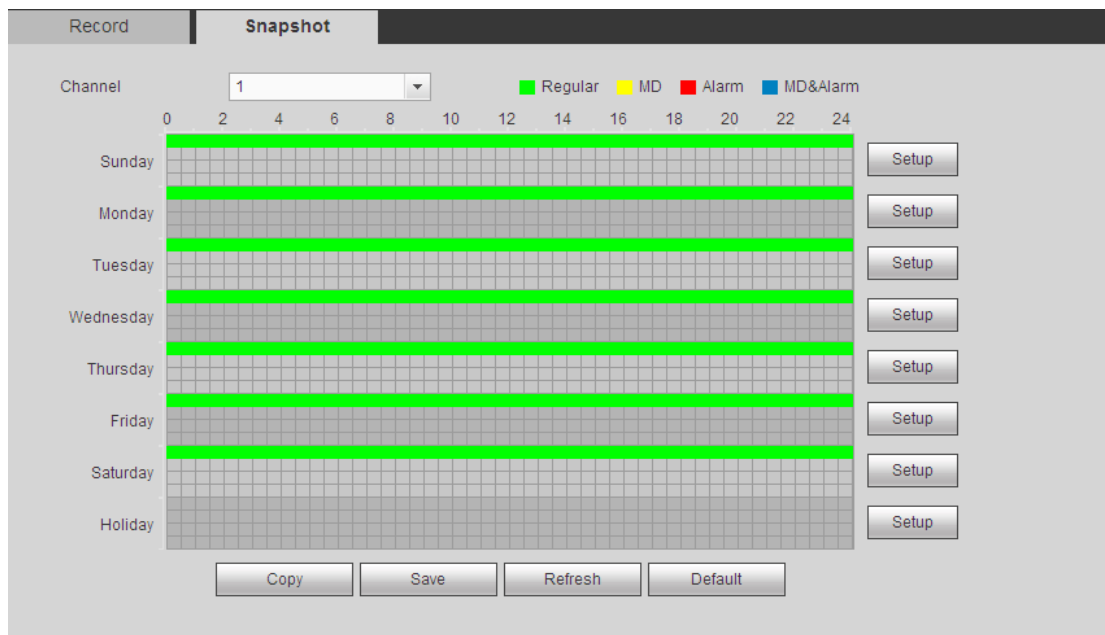 Record Snapshot
Channel 1 Regular MD Alarm MD&Alarm
0 2 4 6 8 10 12 14 16 18 20 22 24
Sunday Setup
Monday Setup
Tuesday Setup
Wednesday Setup
Thursday Setup
Friday Setup
Saturday Setup
Holiday Setup
Copy Save Refresh Default